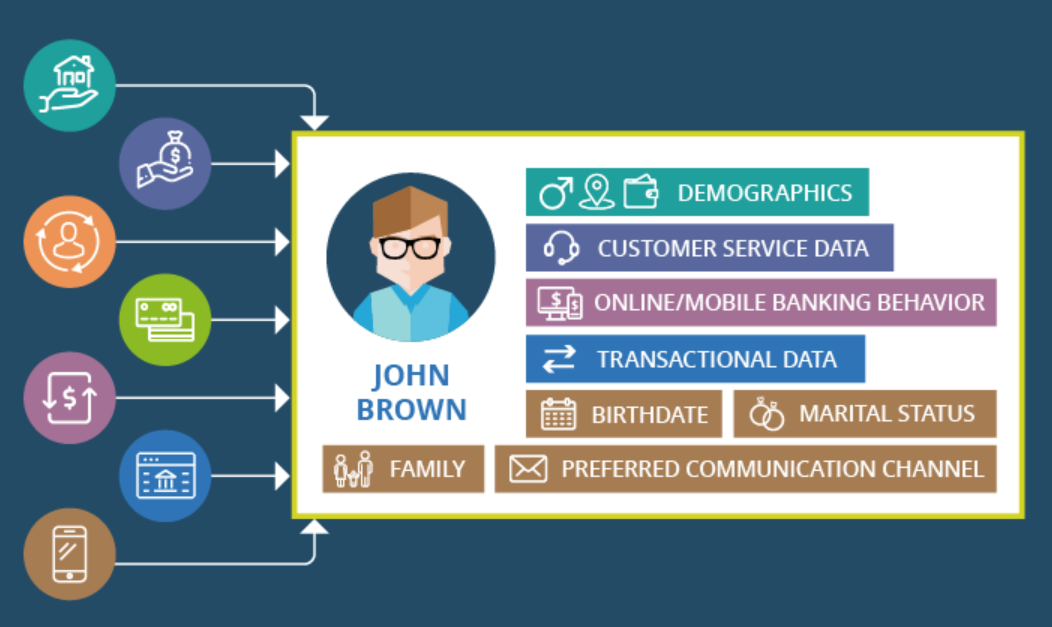 DEMOGRAPHICS
CUSTOMER SERVICE DATA
ONLINE/MOBILE BANKING BEHAVIOR
TRANSACTIONAL DATA
JOHN
BROWN
BIRTHDATE
MARITAL STATUS
FAMILY
PREFERRED COMMUNICATION CHANNEL